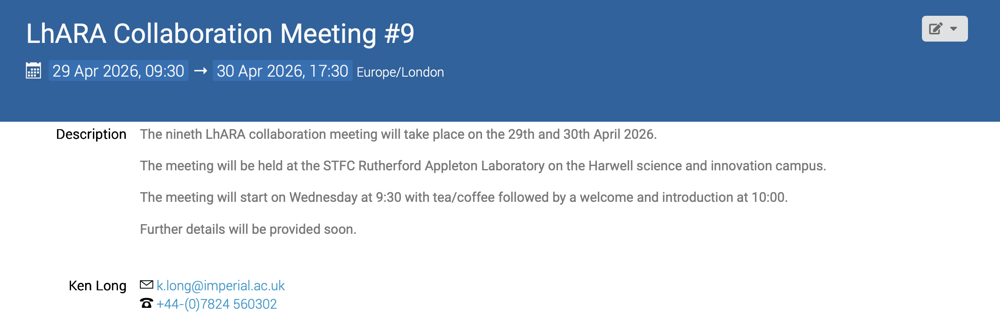 LhARA Collaboration Meeting #9
29 Apr 2026, 09:30 → 30 Apr 2026, 17:30 Europe/London
Description The nineth LhARA collaboration meeting will take place on the 29th and 30th April 2026.
The meeting will be held at the STFC Rutherford Appleton Laboratory on the Harwell science and innovation campus.
The meeting will start on Wednesday at 9:30 with tea/coffee followed by a welcome and introduction at 10:00.
Further details will be provided soon.
Ken Long k.long@imperial.ac.uk
+44-(0)7824 560302